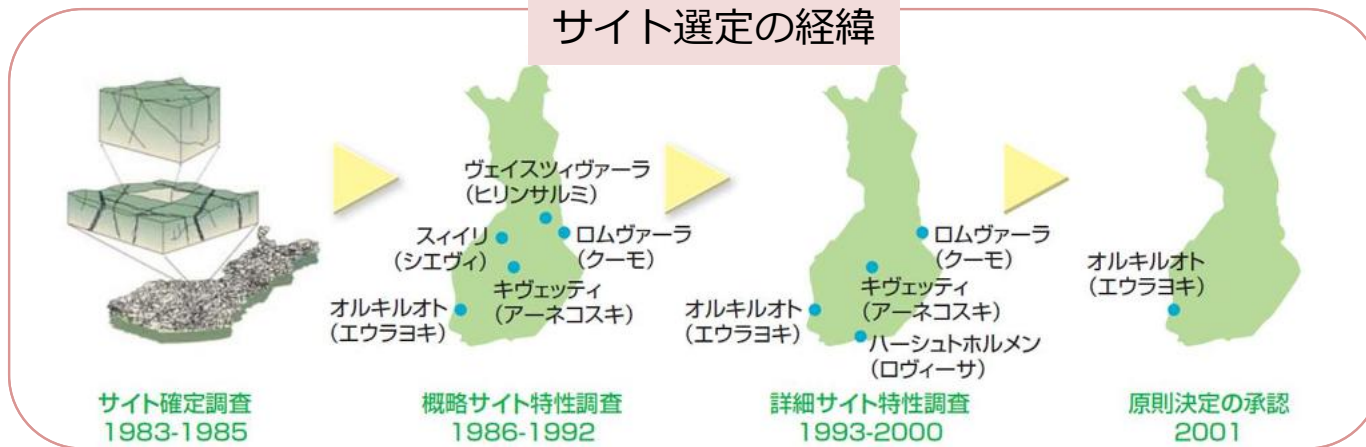 サイト選定の経緯
サイト確定調査
1983-1985
ヴェイスツィヴァーラ
（ヒリンサルミ）
スィイリ
（シエヴィ）
ロムヴァーラ
（クーモ）
キヴェッティ
（アーネコスキ）
オルキルオト
（エウラヨキ）
概略サイト特性調査
1986-1992
ロムヴァーラ
（クーモ）
キヴェッティ
（アーネコスキ）
オルキルオト
（エウラヨキ）
ハーシュトホルメン
（ロヴィーサ）
詳細サイト特性調査
1993-2000
オルキルオト
（エウラヨキ）
原則決定の承認
2001